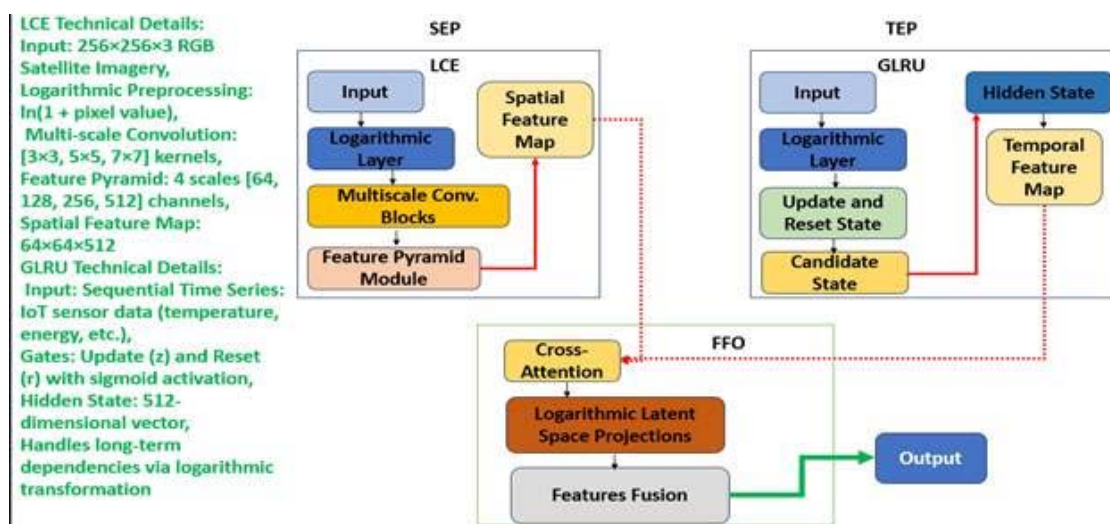 LCE Technical Details:
Input: 256×256×3 RGB
Satellite Imagery,
Logarithmic Preprocessing:
ln(1 + pixel value),
Multi-scale Convolution:
[3×3, 5×5, 7×7] kernels,
Feature Pyramid: 4 scales [64,
128, 256, 512] channels,
Spatial Feature Map:
64×64×512
GLRU Technical Details:
Input: Sequential Time Series:
IoT sensor data (temperature,
energy, etc.),
Gates: Update (z) and Reset
(r) with sigmoid activation,
Hidden State: 512-
dimensional vector,
Handles long-term
dependencies via logarithmic
transformation
SEP
LCE
Input
Logarithmic
Layer
Multiscale Conv.
Blocks
Feature Pyramid
Module
Spatial
Feature
Map
TEP
GLRU
Input
Logarithmic
Layer
Update and
Reset State
Candidate
State
Hidden State
Temporal
Feature
Map
FFO
Cross-
Attention
Logarithmic Latent
Space Projections
Features Fusion
Output